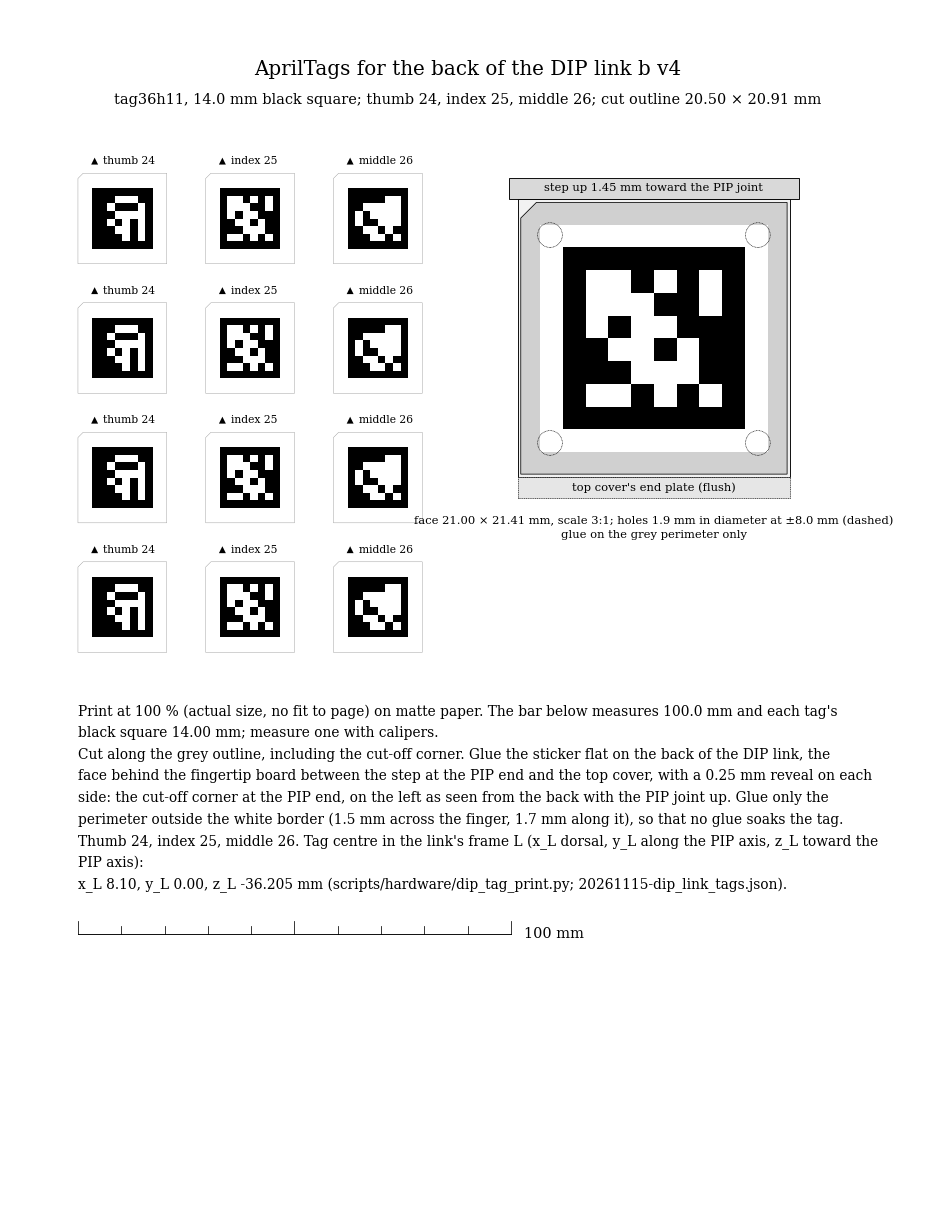 AprilTags for the back of the DIP link b v4
tag36h11, 14.0 mm black square; thumb 24, index 25, middle 26; cut outline 20.50 × 20.91 mm
▲ thumb 24
▲ index 25
▲ middle 26
▲ thumb 24
▲ index 25
▲ middle 26
▲ thumb 24
▲ index 25
▲ middle 26
▲ thumb 24
▲ index 25
▲ middle 26
step up 1.45 mm toward the PIP joint
top cover's end plate (flush)
face 21.00 × 21.41 mm, scale 3:1; holes 1.9 mm in diameter at ±8.0 mm (dashed)
glue on the grey perimeter only
Print at 100 % (actual size, no fit to page) on matte paper. The bar below measures 100.0 mm and each tag's
black square 14.00 mm; measure one with calipers.
Cut along the grey outline, including the cut-off corner. Glue the sticker flat on the back of the DIP link, the
face behind the fingertip board between the step at the PIP end and the top cover, with a 0.25 mm reveal on each
side: the cut-off corner at the PIP end, on the left as seen from the back with the PIP joint up. Glue only the
perimeter outside the white border (1.5 mm across the finger, 1.7 mm along it), so that no glue soaks the tag.
Thumb 24, index 25, middle 26. Tag centre in the link's frame L (x_L dorsal, y_L along the PIP axis, z_L toward the
PIP axis):
x_L 8.10, y_L 0.00, z_L -36.205 mm (scripts/hardware/dip_tag_print.py; 20261115-dip_link_tags.json).
100 mm